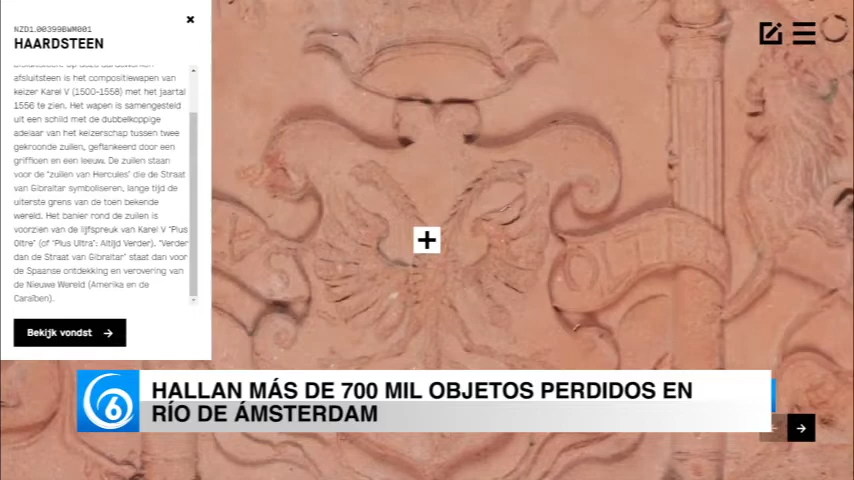 NZD1.00399BWM001
HAARDSTEEN
afsluitsteen is het compositiewapen van
keizer Karel V (1500-1558) met het jaartal
1556 te zien. Het wapen is samengesteld
uit een schild met de dubbelkoppige
adelaar van het keizerschap tussen twee
gekroonde zuilen, geflankeerd door een
griffioen en een leeuw. De zuilen staan
voor de "zuilen van Hercules" die de Straat
van Gibraltar symboliseren, lange tijd de
uiterste grens van de toen bekende
wereld. Het banier rond de zuilen is
voorzien van de lijfspreuk van Karel V "Plus
Oltre" (of "Plus Ultra": Altijd Verder). "Verder
dan de Straat van Gibraltar" staat dan voor
de Spaanse ontdekking en verovering van
de Nieuwe Wereld (Amerika en de
Caraïben).
Bekijk vondst
6
HALLAN MÁS DE 700 MIL OBJETOS PERDIDOS EN
RÍO DE ÁMSTERDAM